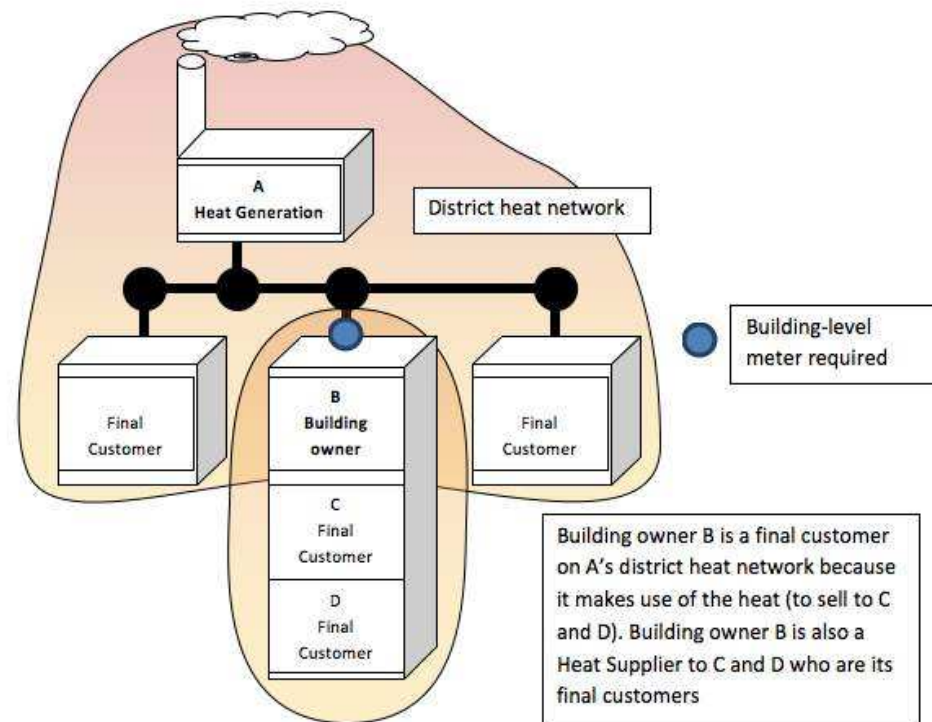 A
Heat Generation
District heat network
Building-level
meter required
Final
Customer
B
Building
owner
Final
Customer
C
Final
Customer
D
Final
Customer
Building owner B is a final customer
on A's district heat network because
it makes use of the heat (to sell to C
and D). Building owner B is also a
Heat Supplier to C and D who are its
final customers